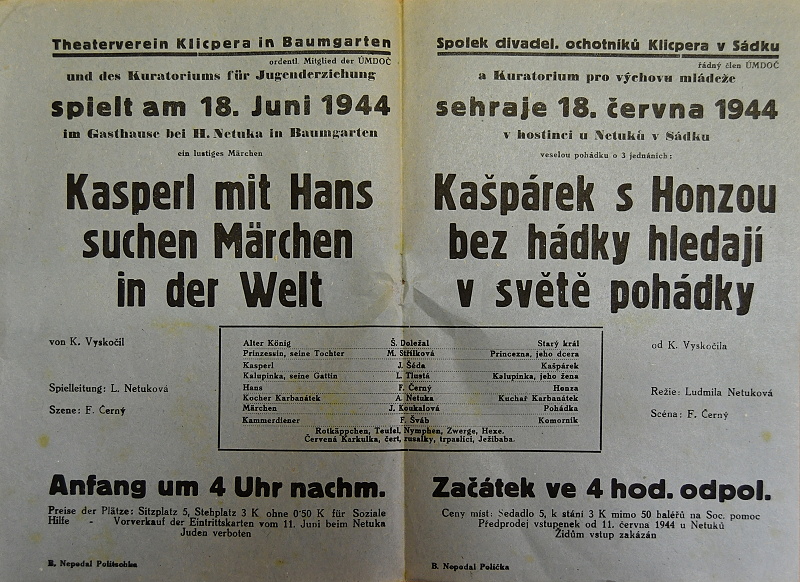 Theaterverein Klicpera in Baumgarten
ordentl. Mitglied der ÚMDOČ
und des Kuratoriums für Jugenderziehung
spielt am 18. Juni 1944
im Gasthause bei H. Netuka in Baumgarten
ein lustiges Märchen
Kasperl mit Hans
suchen Märchen
in der Welt
von K. Vyskočil
Spielleitung: L. Netuková
Szene: F. Černý
Spolek divadel. ochotníků Klicpera v Sádku
řádný člen ÚMDOČ
a Kuratorium pro výchovu mládeže
sehraje 18. června 1944
v hostinci u Netuků v Sádku
veselou pohádku o 3 jednáních:
Kašpárek s Honzou
bez hádky hledají
v světě pohádky
od K. Vyskočila
Režie: Ludmila Netuková
Scéna: F. Černý
Alter König Š. Doležal Starý král
Prinzessin, seine Tochter M. Střílková Princezna, jeho dcera
Kasperl J. Šéda Kašpárek
Kalupinka, seine Gattin L. Tlustá Kalupinka, jeho žena
Hans F. Černý Honza
Kocher Karbanátek A. Netuka Kuchař Karbanátek
Märchen J. Koukalová Pohádka
Kammerdiener F. Šváb Komorník
Rotkäppchen, Teufel, Nymphen, Zwerge, Hexe.
Červená Karkulka, čert, rusalky, trpaslíci, Ježibaba.
Anfang um 4 Uhr nachm.
Preise der Plätze: Sitzplatz 5, Stehplatz 3 K ohne 0'50 K für Soziale
Hilfe - Vorverkauf der Eintrittskarten vom 11. Juni beim Netuka
Juden verboten
B. Nepodal Politschka
Začátek ve 4 hod. odpol.
Ceny míst: Sedadlo 5, k stání 3 K mimo 50 haléřů na Soc. pomoc
Předprodej vstupenek od 11. června 1944 u Netuků
Židům vstup zakázán
B. Nepodal Polička